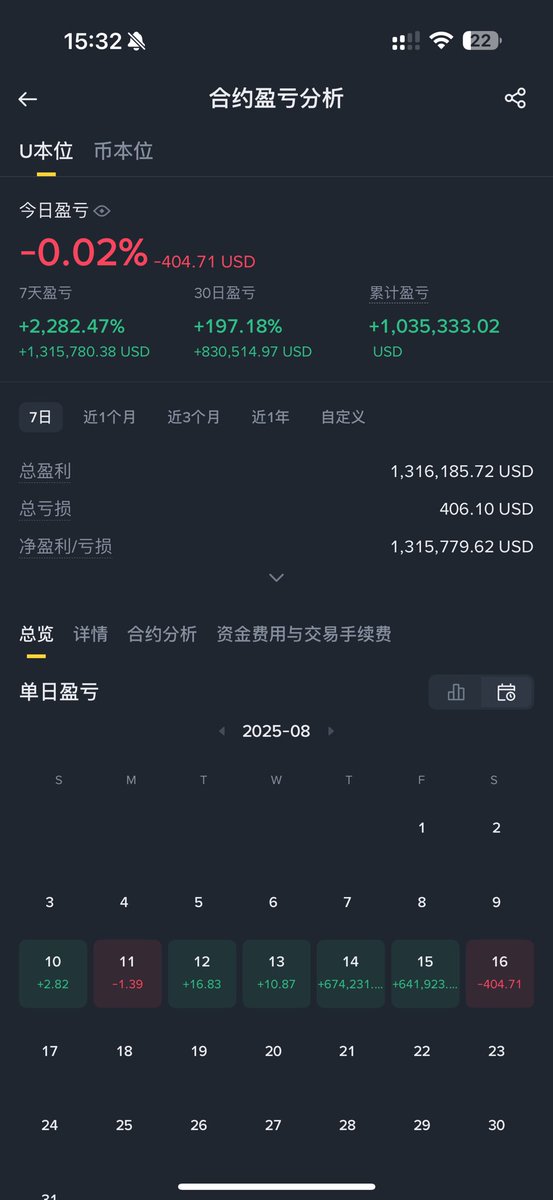 15:32
22
合约盈亏分析
U本位 币本位
今日盈亏
-0.02% -404.71 USD
7天盈亏 30日盈亏 累计盈亏
+2,282.47% +197.18% +1,035,333.02
+1,315,780.38 USD +830,514.97 USD USD
7日 近1个月 近3个月 近1年 自定义
总盈利 1,316,185.72 USD
总亏损 406.10 USD
净盈利/亏损 1,315,779.62 USD
总览 详情 合约分析 资金费用与交易手续费
单日盈亏
2025-08
S M T W T F S
1 2
3 4 5 6 7 8 9
10 11 12 13 14 15 16
+2.82 -1.39 +16.83 +10.87 +674,231.... +641,923.... -404.71
17 18 19 20 21 22 23
24 25 26 27 28 29 30
31